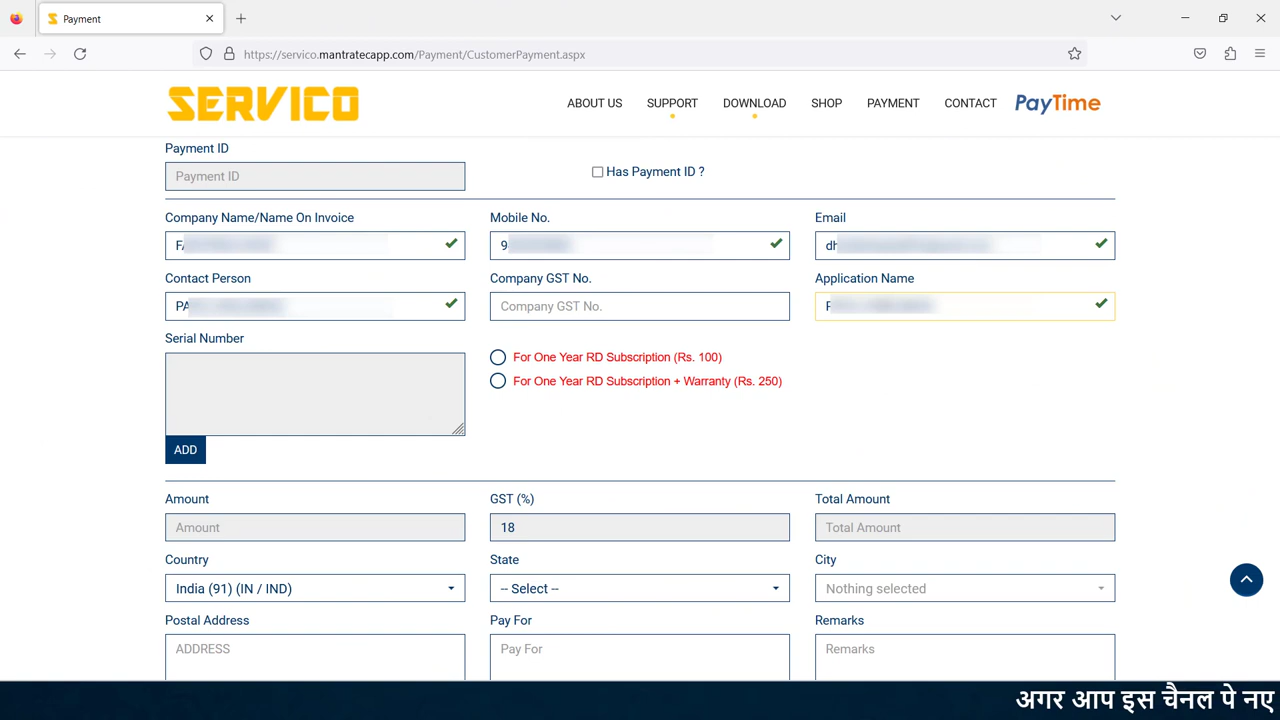 Payment
https://servico.mantratecapp.com/Payment/CustomerPayment.aspx
SERVICO
ABOUT US
SUPPORT
DOWNLOAD
SHOP
PAYMENT
CONTACT
PayTime
Payment ID
Payment ID
Has Payment ID ?
Company Name/Name On Invoice
Mobile No.
Email
9
dh
Contact Person
Company GST No.
Application Name
PA
Company GST No.
Serial Number
For One Year RD Subscription (Rs. 100)
For One Year RD Subscription + Warranty (Rs. 250)
ADD
Amount
GST (%)
Total Amount
Amount
18
Total Amount
Country
State
City
India (91) (IN / IND)
-- Select --
Nothing selected
Postal Address
Pay For
Remarks
ADDRESS
Pay For
Remarks
अगर आप इस चैनल पे नए